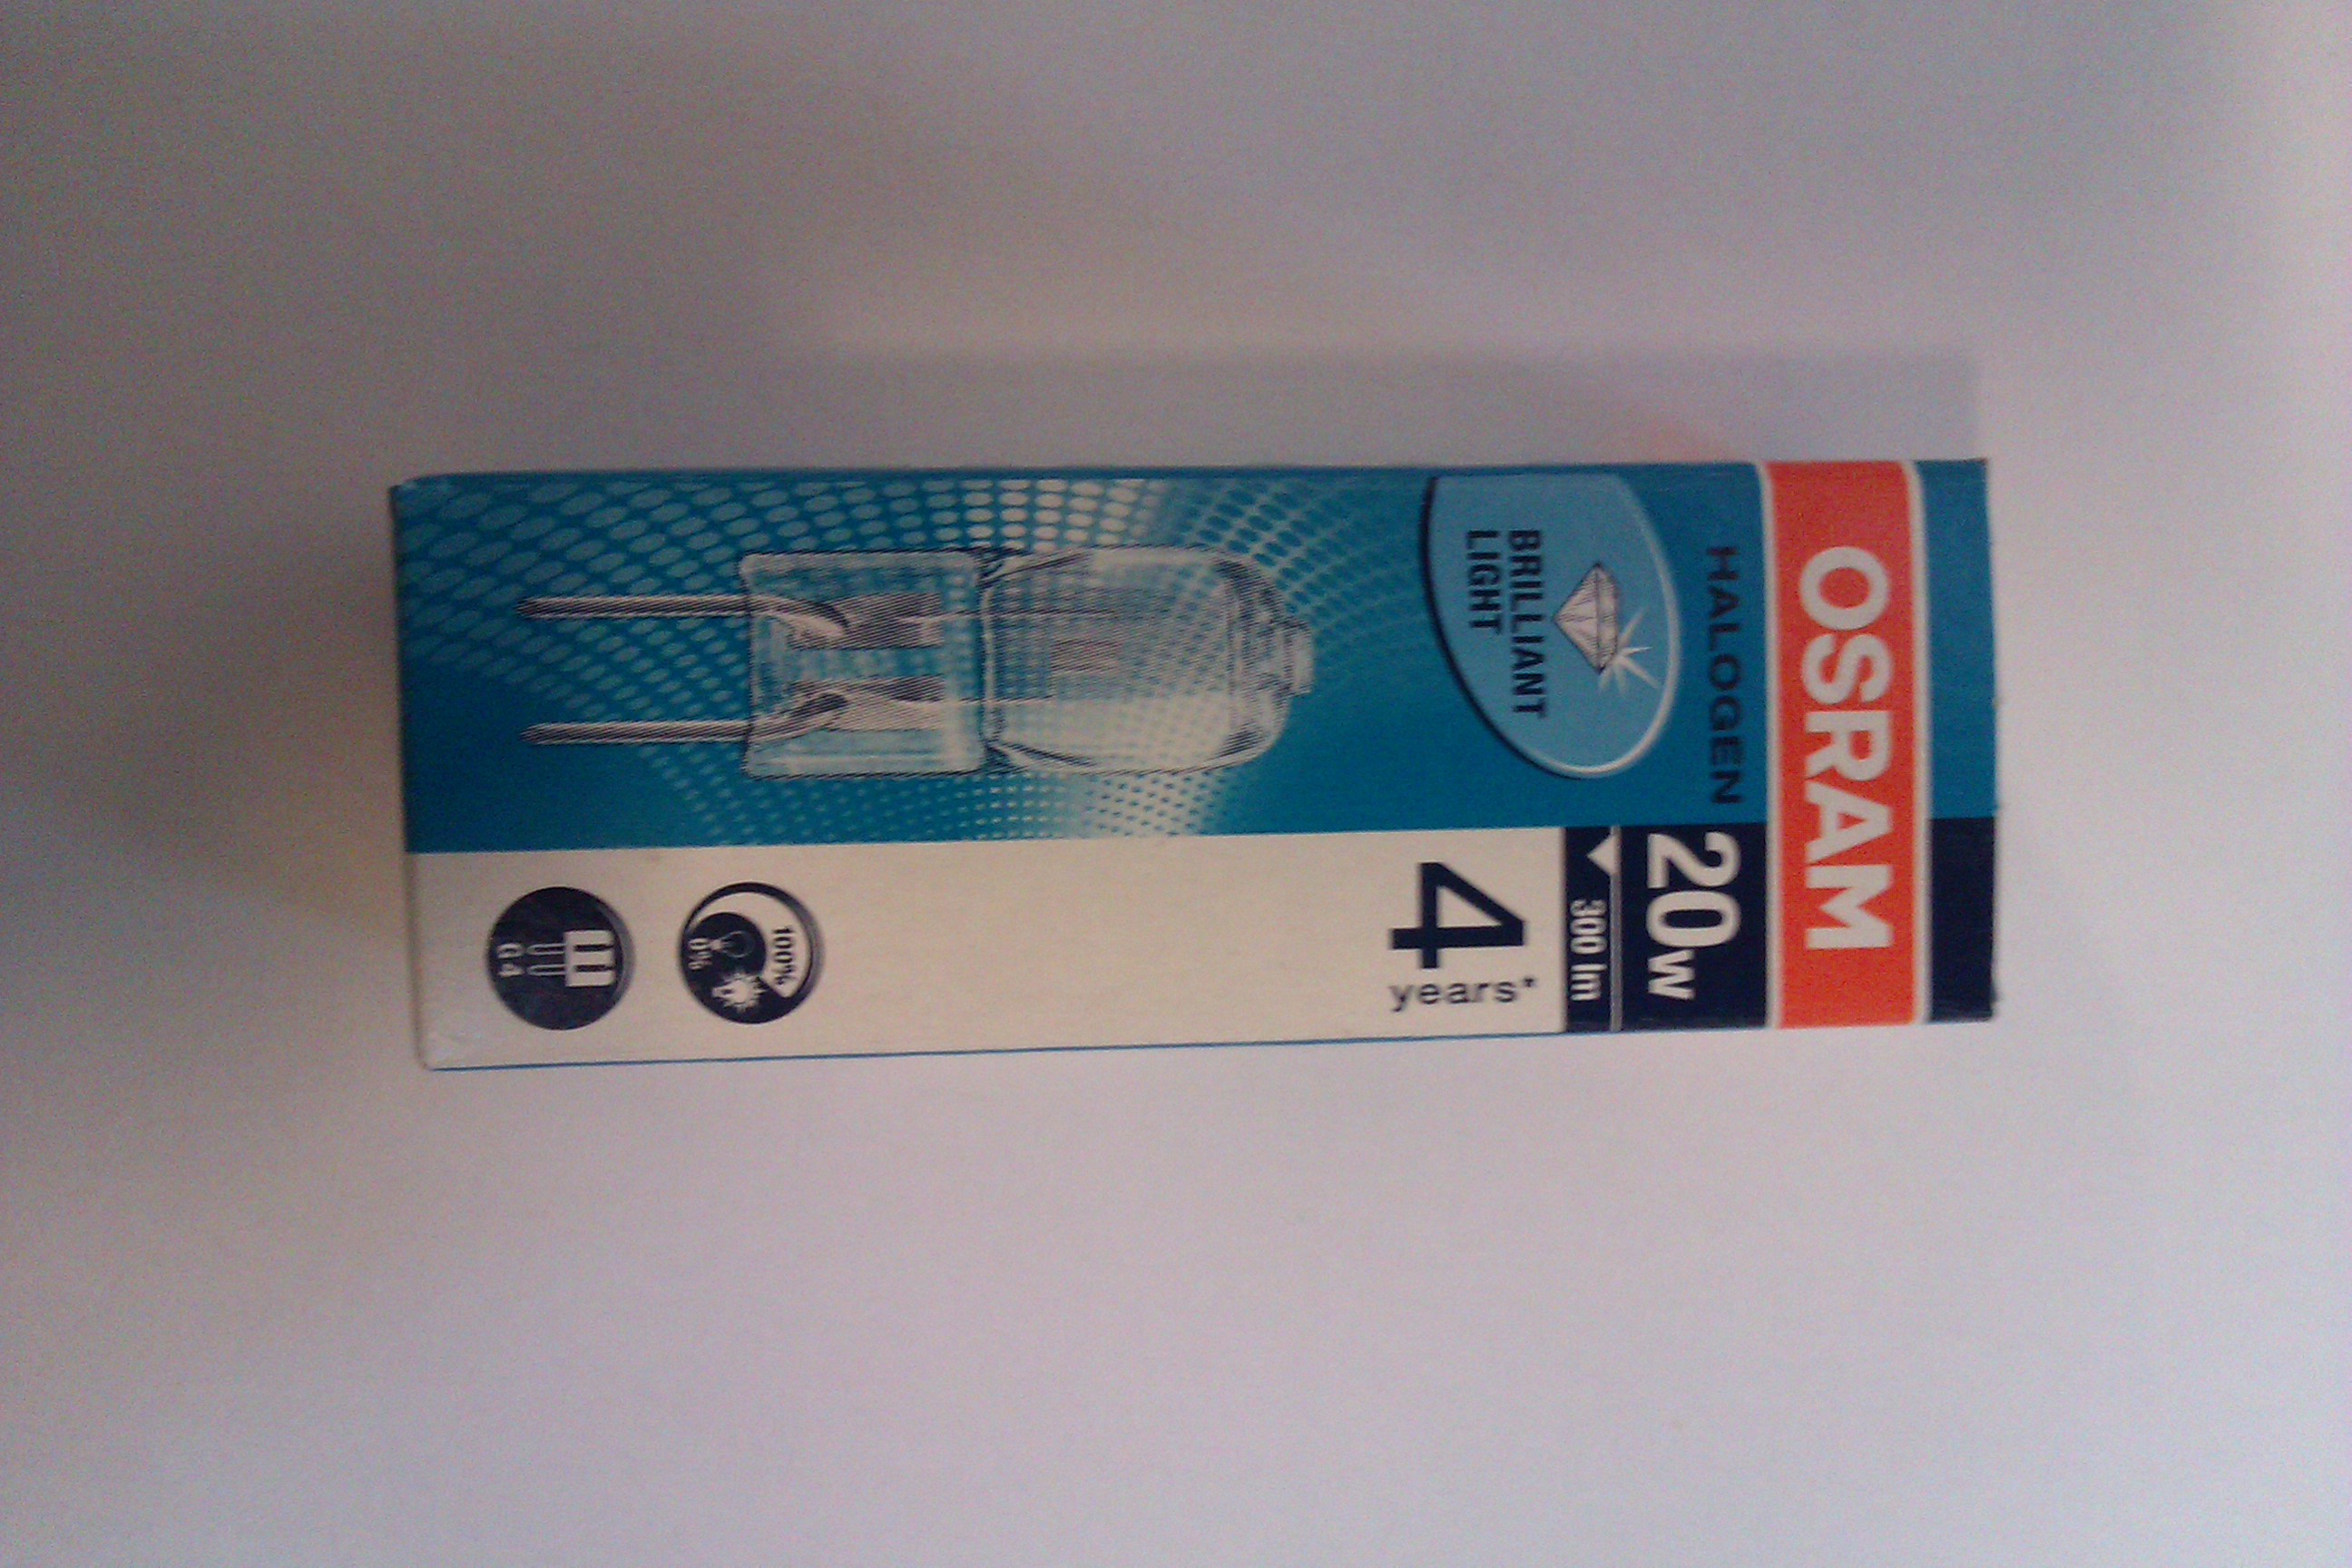 OSRAM
HALOGEN
20W
300 lm
BRILLIANT
LIGHT
4
years*
100%
0%
G4